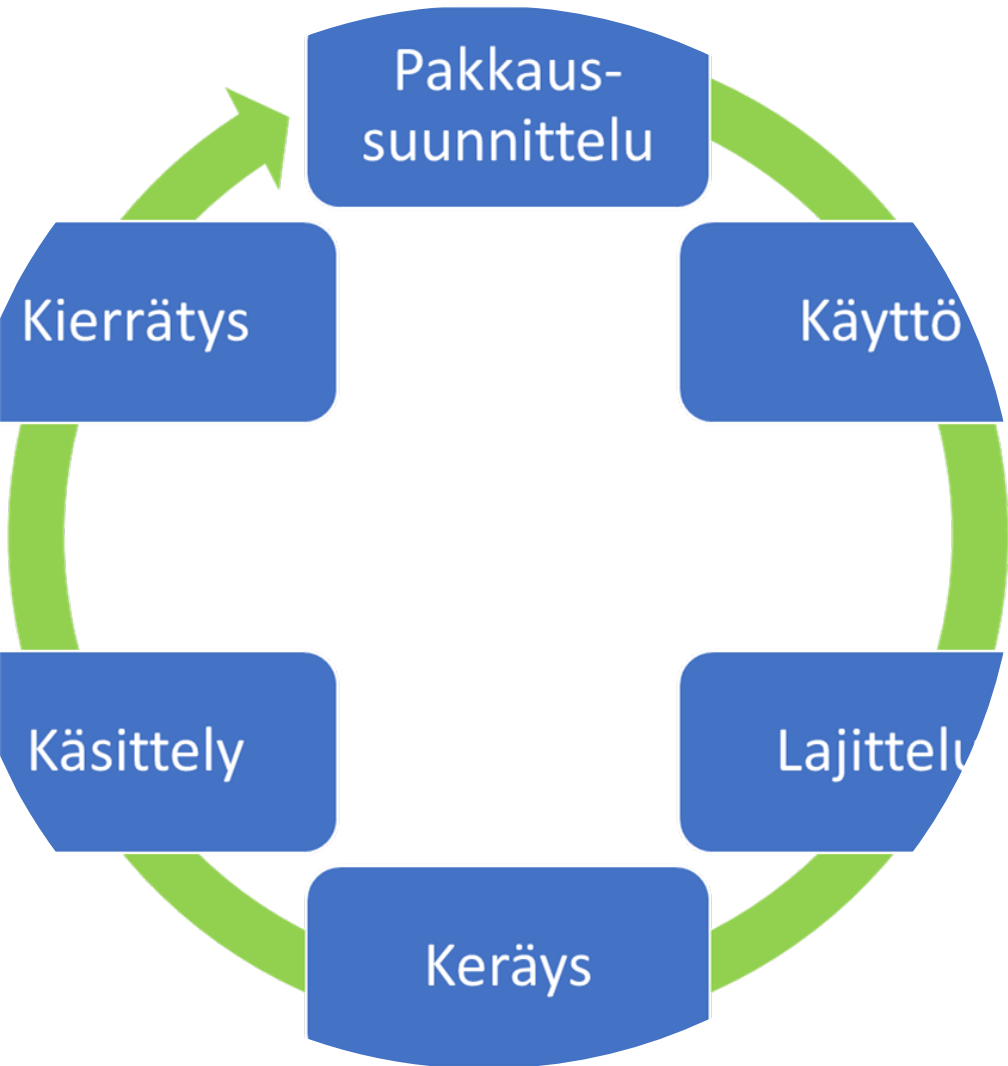 Pakkaus-
suunnittelu
Käyttö
Lajittelu
Keräys
Käsittely
Kierrätys